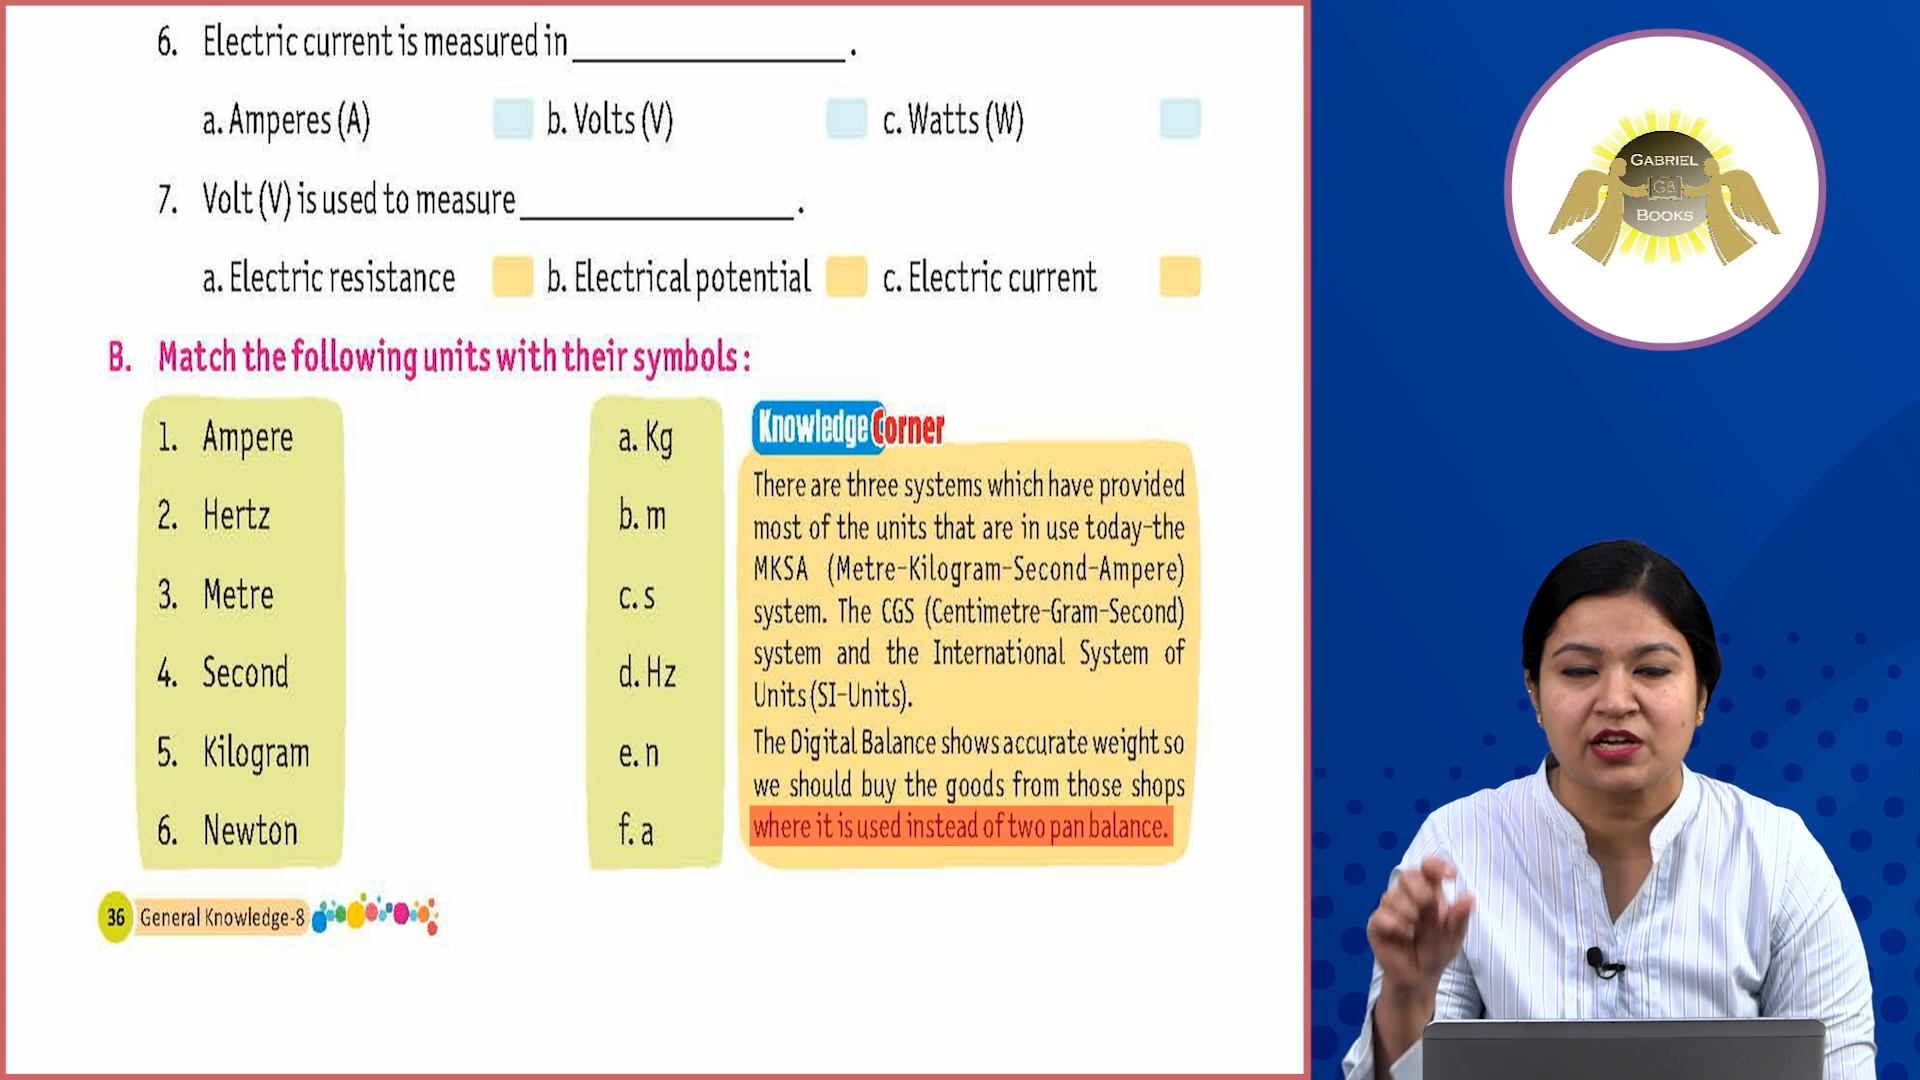 6. Electric current is measured in ____________________.
a. Amperes (A) b. Volts (V) c. Watts (W)
7. Volt (V) is used to measure ____________________.
a. Electric resistance b. Electrical potential c. Electric current
B. Match the following units with their symbols :
1. Ampere a. Kg
2. Hertz b. m
3. Metre c. s
4. Second d. Hz
5. Kilogram e. n
6. Newton f. a
Knowledge Corner
There are three systems which have provided
most of the units that are in use today-the
MKSA (Metre-Kilogram-Second-Ampere)
system. The CGS (Centimetre-Gram-Second)
system and the International System of
Units (SI-Units).
The Digital Balance shows accurate weight so
we should buy the goods from those shops
where it is used instead of two pan balance.
36 General Knowledge-8
GABRIEL
GB
BOOKS